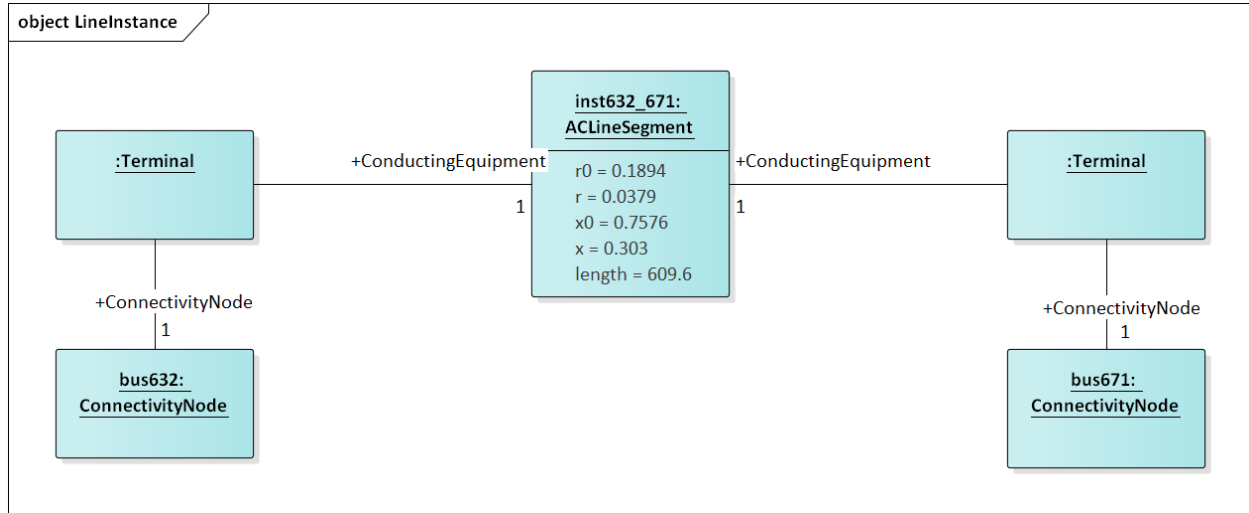 object LineInstance
:Terminal
+ConductingEquipment
1
inst632_671:
ACLineSegment
r0 = 0.1894
r = 0.0379
x0 = 0.7576
x = 0.303
length = 609.6
+ConductingEquipment
1
:Terminal
+ConnectivityNode
1
bus632:
ConnectivityNode
+ConnectivityNode
1
bus671:
ConnectivityNode